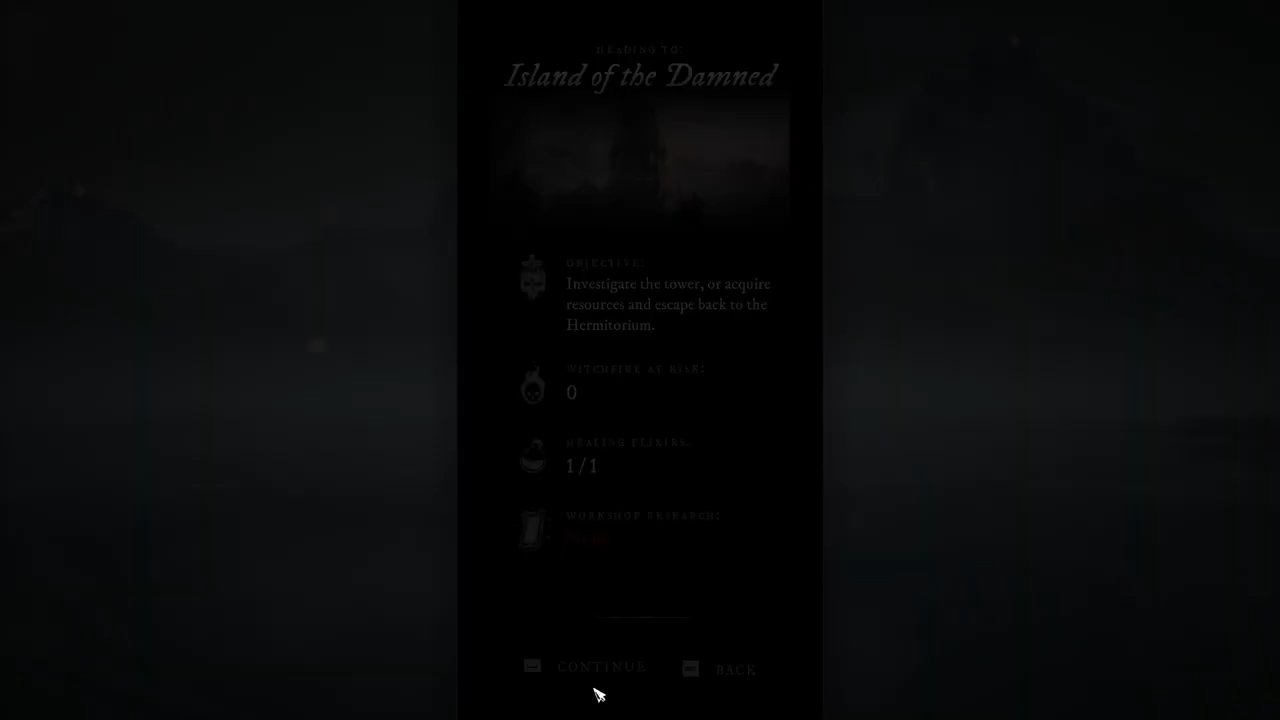 HEADING TO:
Island of the Damned
OBJECTIVE:
Investigate the tower, or acquire
resources and escape back to the
Hermitorium.
WITCHFIRE AT RISK:
0
HEALING ELIXIRS:
1/1
WORKSHOP RESEARCH:
CONTINUE
BACK